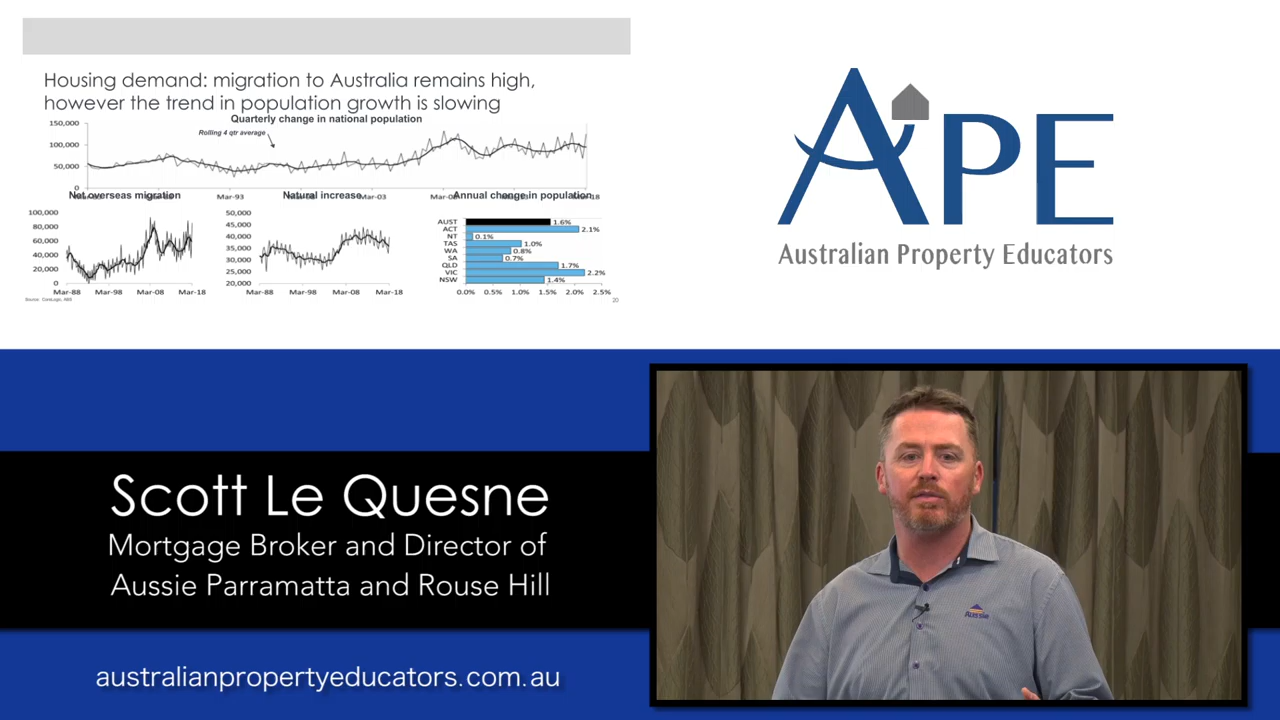 Housing demand: migration to Australia remains high,
however the trend in population growth is slowing
Quarterly change in national population
150,000
100,000
50,000
0
Rolling 4 qtr average
Mar-93
Mar-03
Mar-18
Net overseas migration
100,000
80,000
60,000
40,000
20,000
0
Mar-88 Mar-98 Mar-08 Mar-18
Natural increase
50,000
45,000
40,000
35,000
30,000
25,000
20,000
Mar-88 Mar-98 Mar-08 Mar-18
Annual change in population
AUST 1.6%
ACT 2.1%
NT 0.1%
TAS 1.0%
WA 0.8%
SA 0.7%
QLD 1.7%
VIC 2.2%
NSW 1.4%
0.0% 0.5% 1.0% 1.5% 2.0% 2.5%
Source: CoreLogic, ABS
20
APE
Australian Property Educators
Scott Le Quesne
Mortgage Broker and Director of
Aussie Parramatta and Rouse Hill
australianpropertyeducators.com.au
Aussie